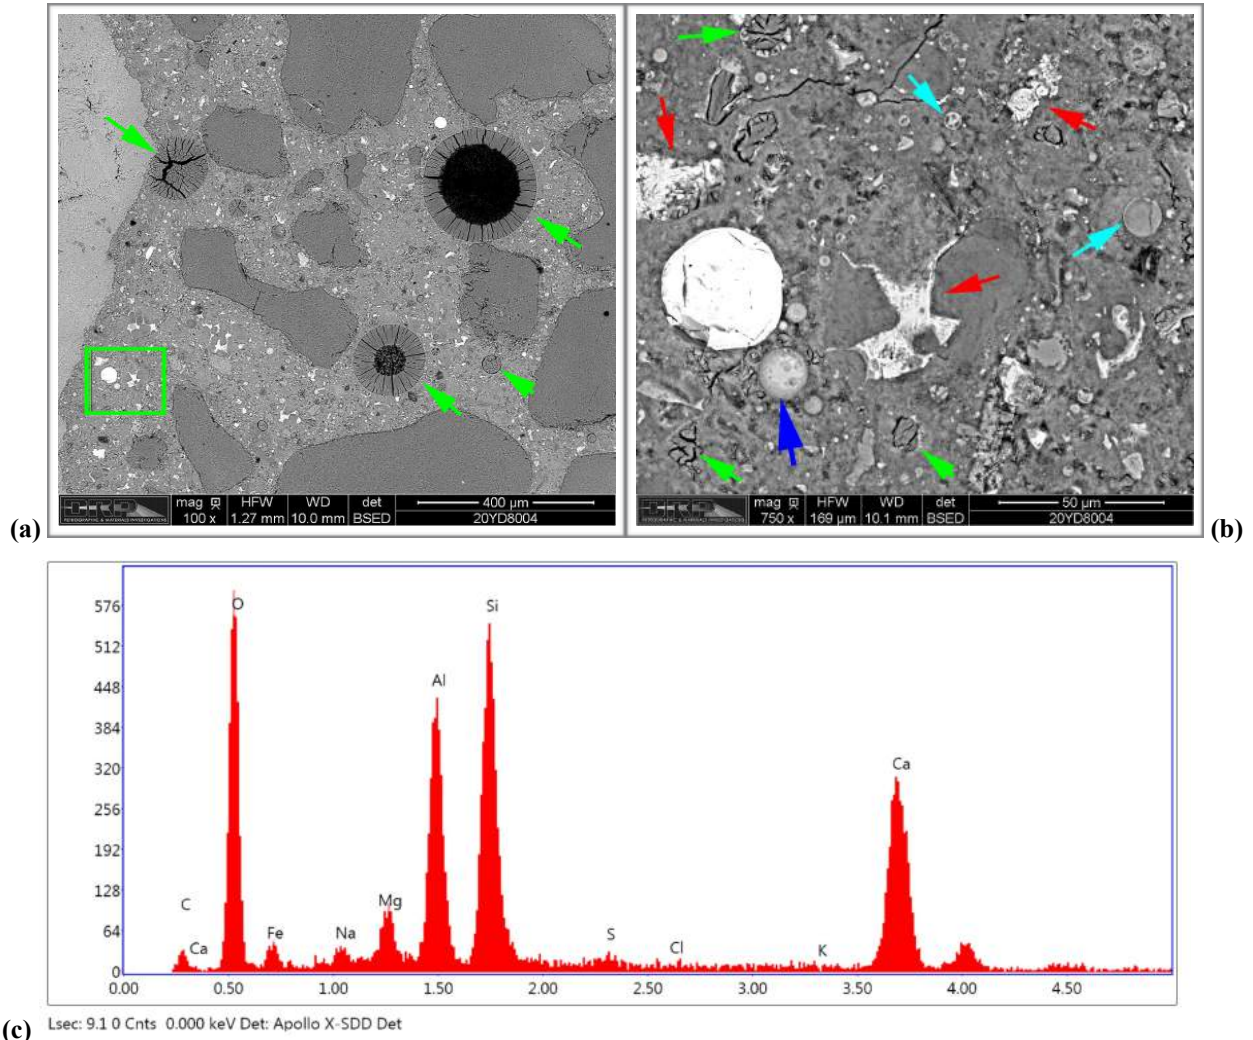 mag HFW WD det 400 µm
100 x 1.27 mm 10.0 mm BSED 20YD8004
mag HFW WD det 50 µm
750 x 169 µm 10.1 mm BSED 20YD8004
(a) (b)
576 O Si
512
448 Al
384
320 Ca
256
192
128 C Mg
64 Ca Fe Na S Cl K
0
0.00 0.50 1.00 1.50 2.00 2.50 3.00 3.50 4.00 4.50
(c) Lsec: 9.1 0 Cnts 0.000 keV Det: Apollo X-SDD Det